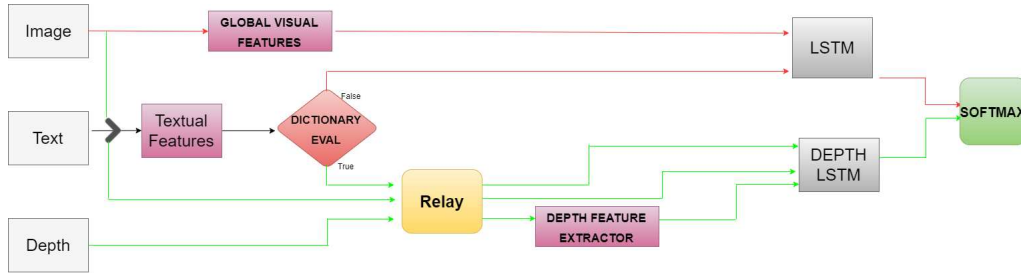 Image
GLOBAL VISUAL
FEATURES
LSTM
False
Text
Textual
Features
DICTIONARY
EVAL
True
SOFTMAX
DEPTH
LSTM
Relay
Depth
DEPTH FEATURE
EXTRACTOR